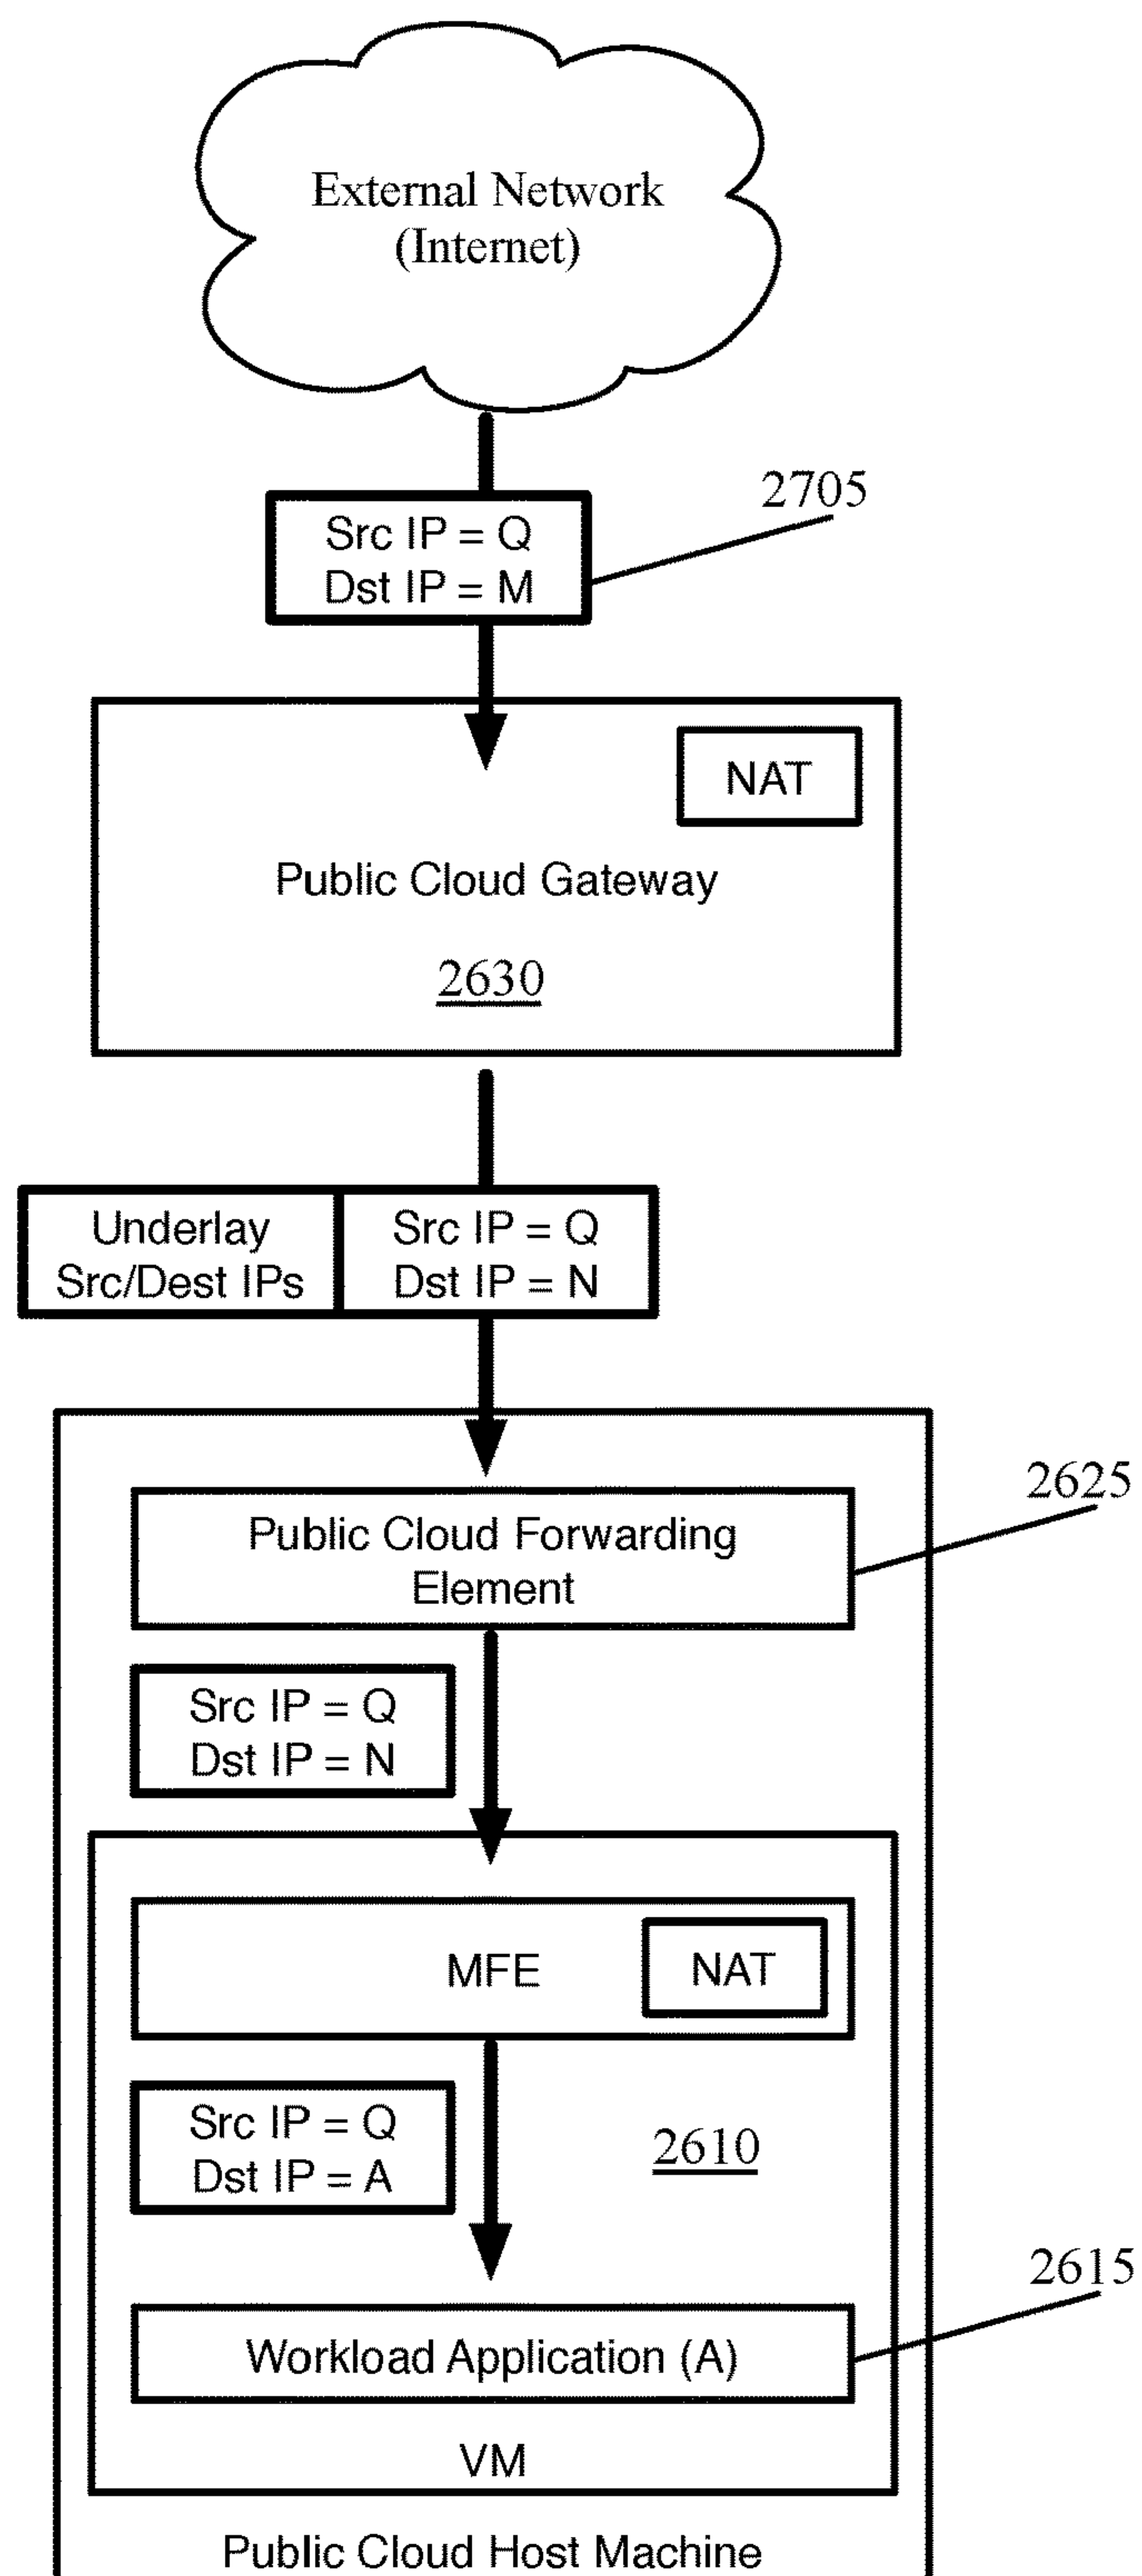 External Network
(Internet)
2705
Src IP = Q
Dst IP = M
NAT
Public Cloud Gateway
2630
Underlay
Src/Dest IPs
Src IP = Q
Dst IP = N
2625
Public Cloud Forwarding
Element
Src IP = Q
Dst IP = N
MFE
NAT
Src IP = Q
Dst IP = A
2610
2615
Workload Application (A)
VM
Public Cloud Host Machine